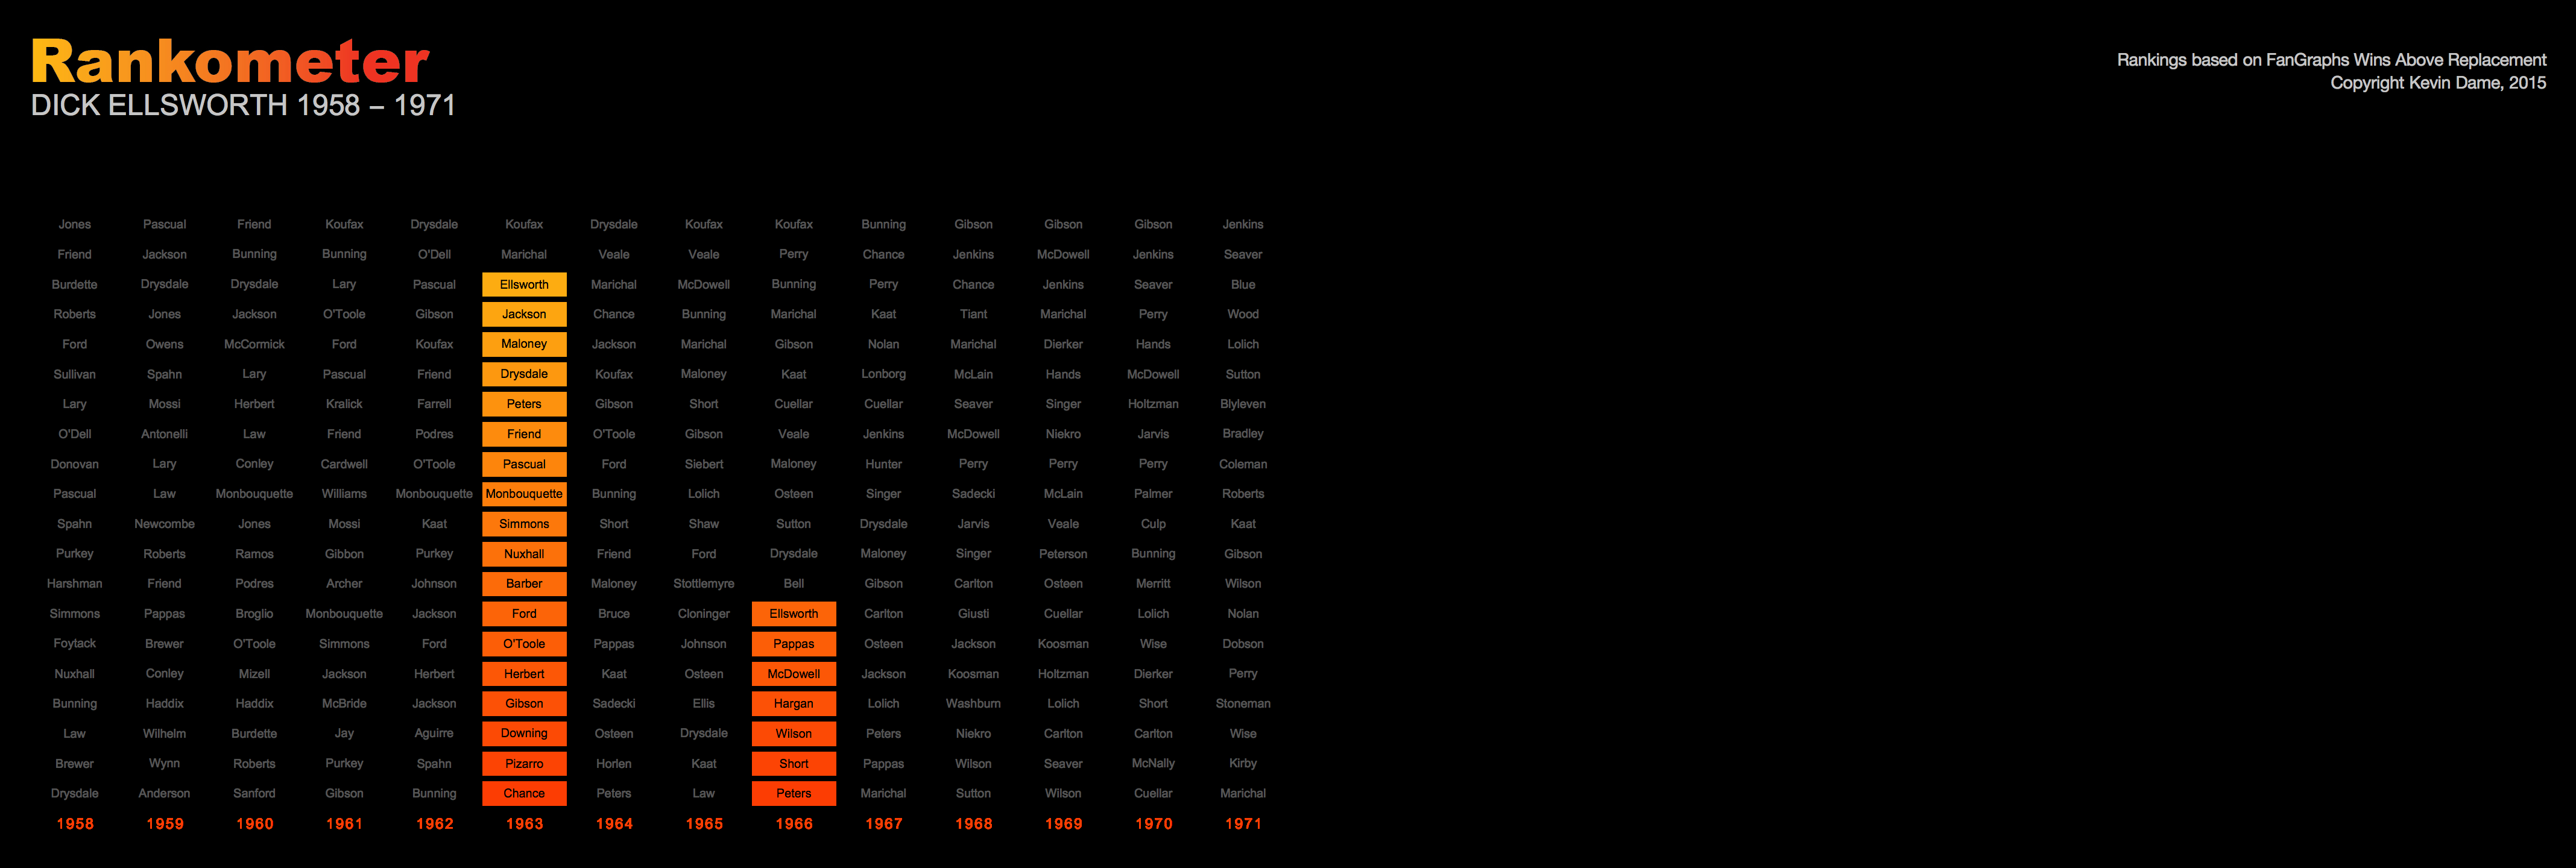 Rankometer
DICK ELLSWORTH 1958 – 1971
Rankings based on FanGraphs Wins Above Replacement
Copyright Kevin Dame, 2015
Jones Pascual Friend Koufax Drysdale Koufax Drysdale Koufax Koufax Bunning Gibson Gibson Gibson Jenkins
Friend Jackson Bunning Bunning O'Dell Marichal Veale Veale Perry Chance Jenkins McDowell Jenkins Seaver
Burdette Drysdale Drysdale Lary Pascual Ellsworth Marichal McDowell Bunning Perry Chance Jenkins Seaver Blue
Roberts Jones Jackson O'Toole Gibson Jackson Chance Bunning Marichal Kaat Tiant Marichal Perry Wood
Ford Owens McCormick Ford Koufax Maloney Jackson Marichal Gibson Nolan Marichal Dierker Hands Lolich
Sullivan Spahn Lary Pascual Friend Drysdale Koufax Maloney Kaat Lonborg McLain Hands McDowell Sutton
Lary Mossi Herbert Kralick Farrell Peters Gibson Short Cuellar Cuellar Seaver Singer Holtzman Blyleven
O'Dell Antonelli Law Friend Podres Friend O'Toole Gibson Veale Jenkins McDowell Niekro Jarvis Bradley
Donovan Lary Conley Cardwell O'Toole Pascual Ford Siebert Maloney Hunter Perry Perry Perry Coleman
Pascual Law Monbouquette Williams Monbouquette Monbouquette Bunning Lolich Osteen Singer Sadecki McLain Palmer Roberts
Spahn Newcombe Jones Mossi Kaat Simmons Short Shaw Sutton Drysdale Jarvis Veale Culp Kaat
Purkey Roberts Ramos Gibbon Purkey Nuxhall Friend Ford Drysdale Maloney Singer Peterson Bunning Gibson
Harshman Friend Podres Archer Johnson Barber Maloney Stottlemyre Bell Gibson Carlton Osteen Merritt Wilson
Simmons Pappas Broglio Monbouquette Jackson Ford Bruce Cloninger Ellsworth Carlton Giusti Cuellar Lolich Nolan
Foytack Brewer O'Toole Simmons Ford O'Toole Pappas Johnson Pappas Osteen Jackson Koosman Wise Dobson
Nuxhall Conley Mizell Jackson Herbert Herbert Kaat Osteen McDowell Jackson Koosman Holtzman Dierker Perry
Bunning Haddix Haddix McBride Jackson Gibson Sadecki Ellis Hargan Lolich Washburn Lolich Short Stoneman
Law Wilhelm Burdette Jay Aguirre Downing Osteen Drysdale Wilson Peters Niekro Carlton Carlton Wise
Brewer Wynn Roberts Purkey Spahn Pizarro Horlen Kaat Short Pappas Wilson Seaver McNally Kirby
Drysdale Anderson Sanford Gibson Bunning Chance Peters Law Peters Marichal Sutton Wilson Cuellar Marichal
1958 1959 1960 1961 1962 1963 1964 1965 1966 1967 1968 1969 1970 1971